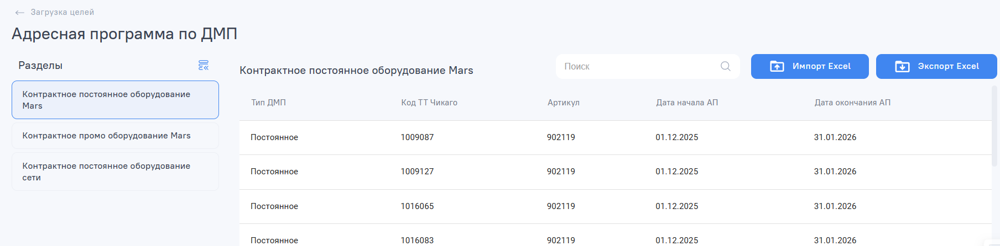 Загрузка целей
Адресная программа по ДМП
Разделы
Контрактное постоянное оборудование
Mars
Контрактное промо оборудование Mars
Контрактное постоянное оборудование
сети
Контрактное постоянное оборудование Mars
Поиск
Импорт Excel
Экспорт Excel
Тип ДМП Код ТТ Чикаго Артикул Дата начала АП Дата окончания АП
Постоянное 1009087 902119 01.12.2025 31.01.2026
Постоянное 1009127 902119 01.12.2025 31.01.2026
Постоянное 1016065 902119 01.12.2025 31.01.2026
Постоянное 1016083 902119 01.12.2025 31.01.2026